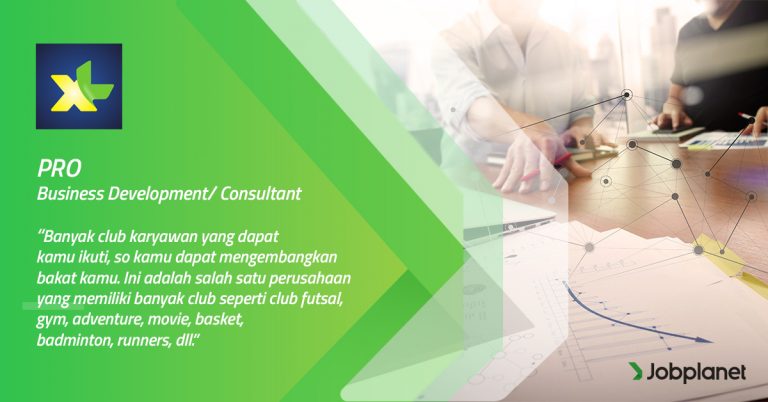 XL
PRO
Business Development/ Consultant
“Banyak club karyawan yang dapat
kamu ikuti, so kamu dapat mengembangkan
bakat kamu. Ini adalah salah satu perusahaan
yang memiliki banyak club seperti club futsal,
gym, adventure, movie, basket,
badminton, runners, dll.”
Jobplanet